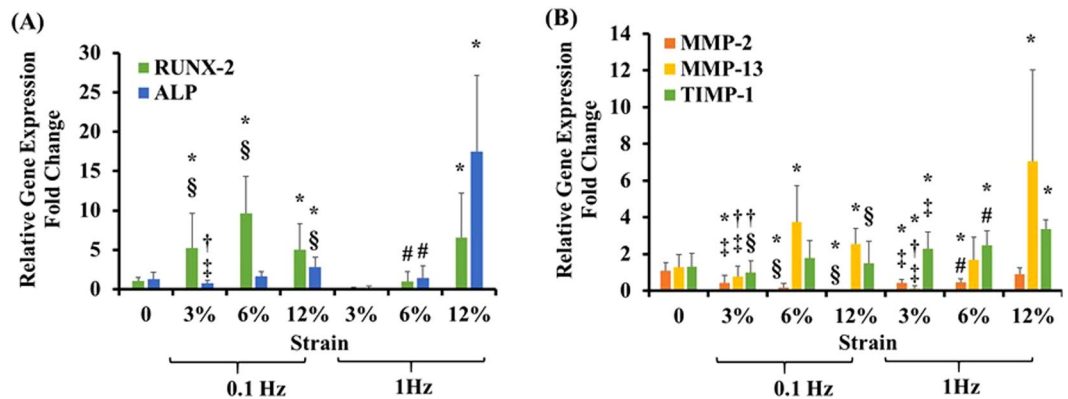 (A)
Relative Gene Expression
Fold Change
30
25
20
15
10
5
0
RUNX-2
ALP
*
§
†
‡
*
§
*
*
§
# #
*
*
0 3% 6% 12% 3% 6% 12%
Strain
0.1 Hz 1Hz
(B)
Relative Gene Expression
Fold Change
14
12
10
8
6
4
2
0
MMP-2
MMP-13
TIMP-1
* † †
‡ ‡ §
*
§
*
*
§
*
§
*
‡
*
†
‡
*
‡
*
#
*
#
*
*
0 3% 6% 12% 3% 6% 12%
Strain
0.1 Hz 1Hz